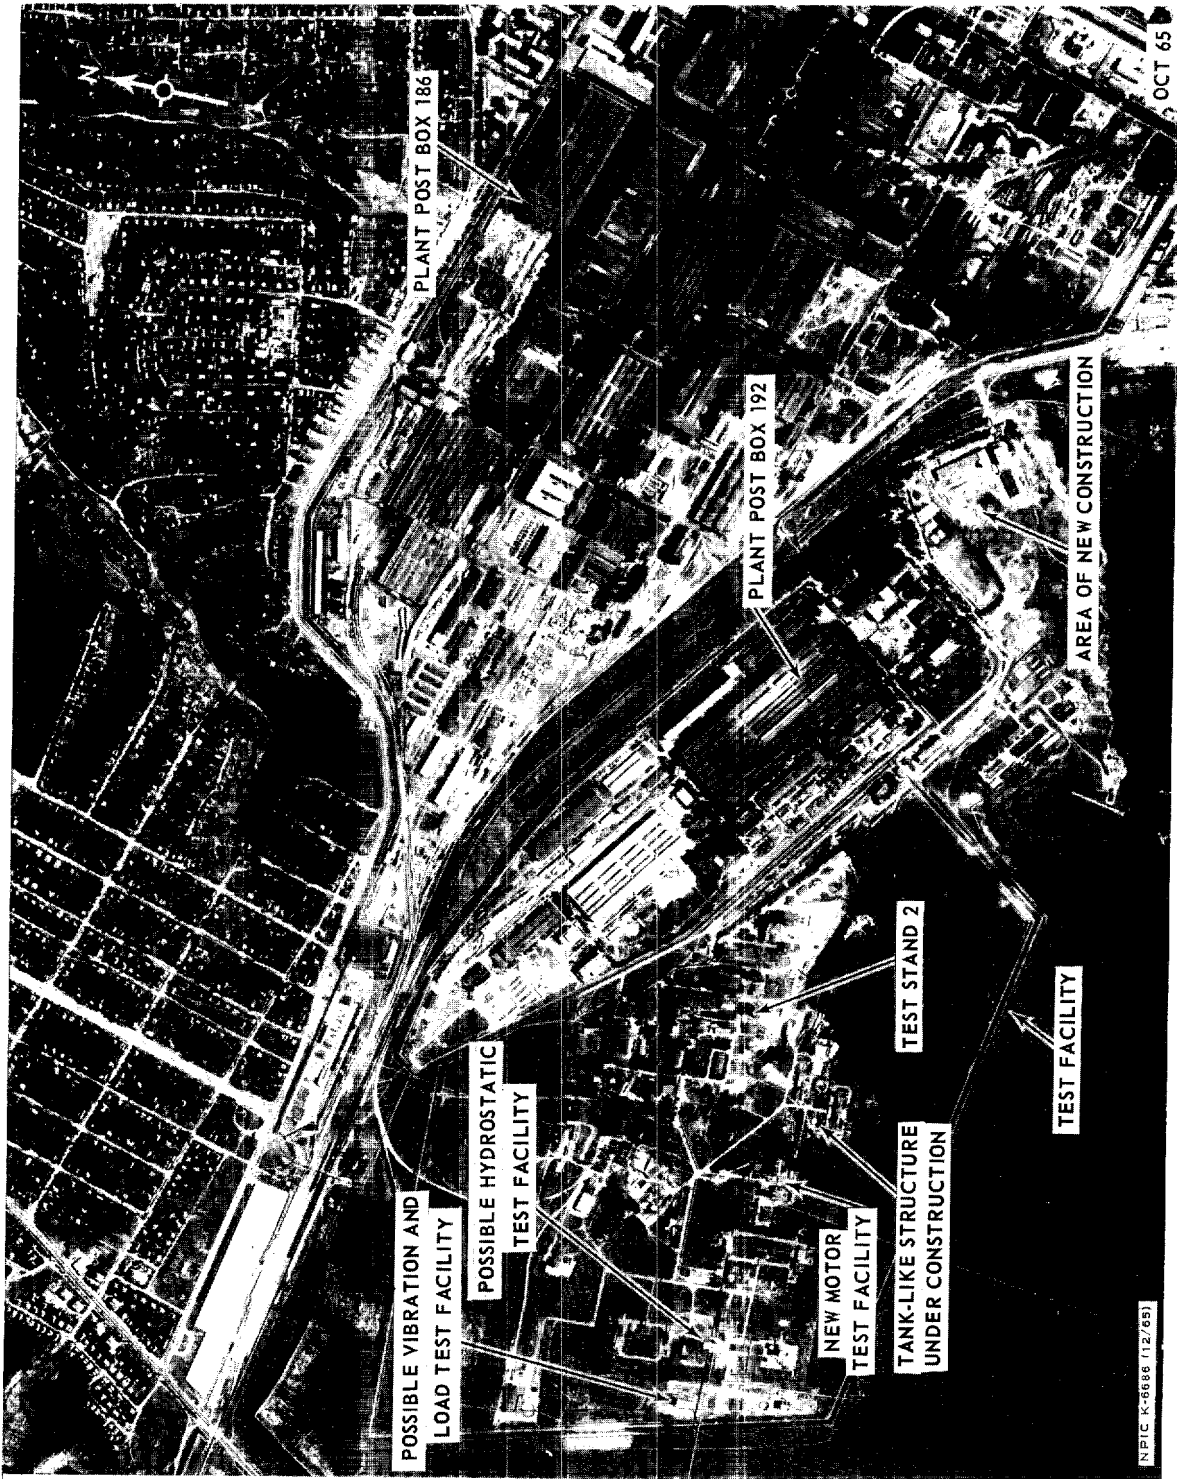 N
PLANT POST BOX 186
OCT 65
PLANT POST BOX 192
AREA OF NEW CONSTRUCTION
POSSIBLE VIBRATION AND
LOAD TEST FACILITY
POSSIBLE HYDROSTATIC
TEST FACILITY
NEW MOTOR
TEST FACILITY
TANK-LIKE STRUCTURE
UNDER CONSTRUCTION
TEST STAND 2
TEST FACILITY
NPIC K-6686 (12/65)